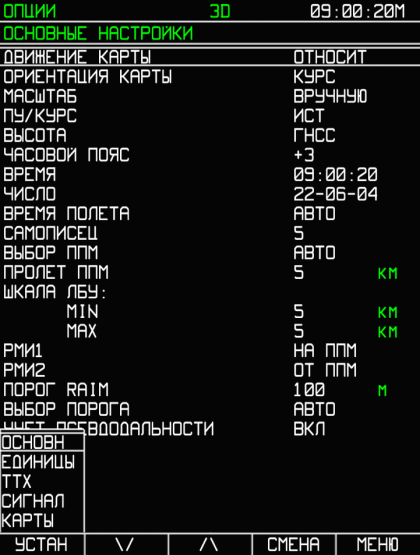 ОПЦИИ 3D 09:00:20М
ОСНОВНЫЕ НАСТРОЙКИ
ДВИЖЕНИЕ КАРТЫ ОТНОСИТ
ОРИЕНТАЦИЯ КАРТЫ КУРС
МАСШТАБ ВРУЧНУЮ
ПУ/КУРС ИСТ
ВЫСОТА ГНСС
ЧАСОВОЙ ПОЯС +3
ВРЕМЯ 09:00:20
ЧИСЛО 22-06-04
ВРЕМЯ ПОЛЕТА АВТО
САМОПИСЕЦ 5
ВЫБОР ППМ АВТО
ПРОЛЕТ ППМ 5 КМ
ШКАЛА ЛБУ:
MIN 5 КМ
MAX 5 КМ
РМИ1 НА ППМ
РМИ2 ОТ ППМ
ПОРОГ RAIM 100 М
ВЫБОР ПОРОГА АВТО
УЧЕТ ПСЕВДОДАЛЬНОСТИ ВКЛ
ОСНОВН
ЕДИНИЦЫ
ТТХ
СИГНАЛ
КАРТЫ
УСТАН \/ /\ СМЕНА МЕНЮ